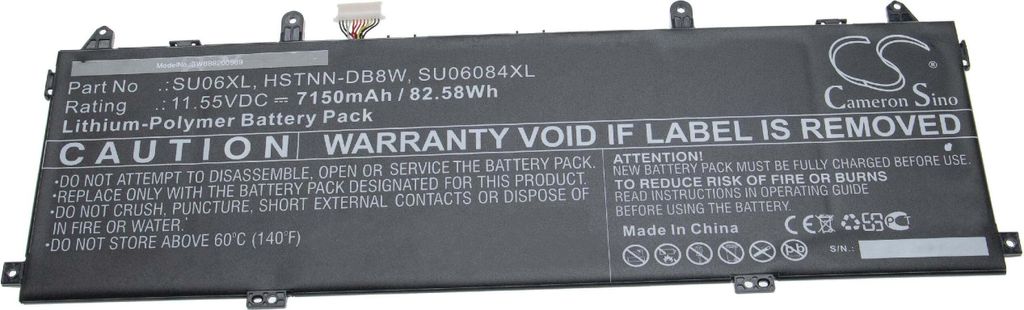 Part No .: SU06XL, HSTNN-DB8W, SU06084XL
Rating .: 11.55VDC ⎓ 7150mAh / 82.58Wh
Lithium-Polymer Battery Pack
CS
Cameron Sino
CAUTION
WARRANTY VOID IF LABEL IS REMOVED
•DO NOT ATTEMPT TO DISASSEMBLE, OPEN OR SERVICE THE BATTERY PACK.
•REPLACE ONLY WITH THE BATTERY PACK DESIGNATED FOR THIS PRODUCT.
•DO NOT CRUSH, PUNCTURE, SHORT EXTERNAL CONTACTS OR DISPOSE OF
IN FIRE OR WATER.
•DO NOT STORE ABOVE 60°C (140°F)
ATTENTION:
NEW BATTERY PACK MUST BE FULLY CHARGED BEFORE USE.
TO REDUCE RISK OF FIRE OR BURNS
READ INSTRUCTIONS IN OPERATING GUIDE
BEFORE USING THE BATTERY PACK.
Made In China
CE
S/N.: